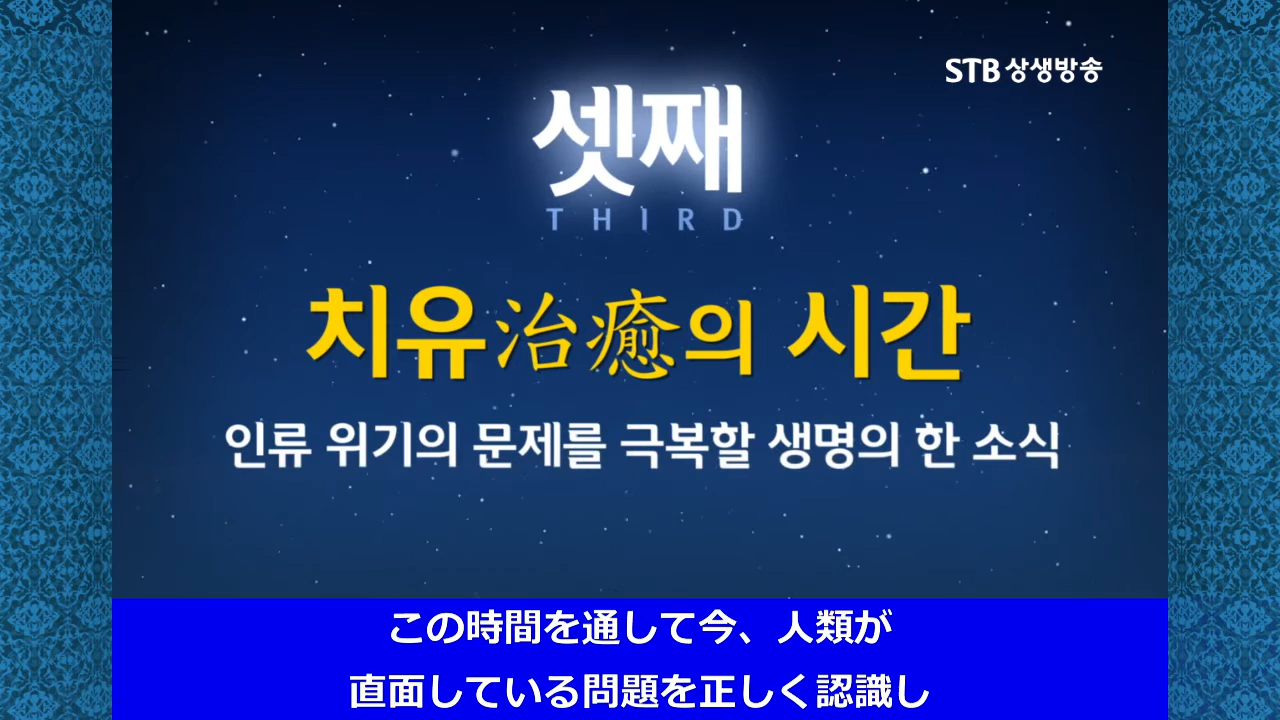 STB 상생방송
셋째
THIRD
치유治癒의 시간
인류 위기의 문제를 극복할 생명의 한 소식
この時間を通して今、人類が
直面している問題を正しく認識し